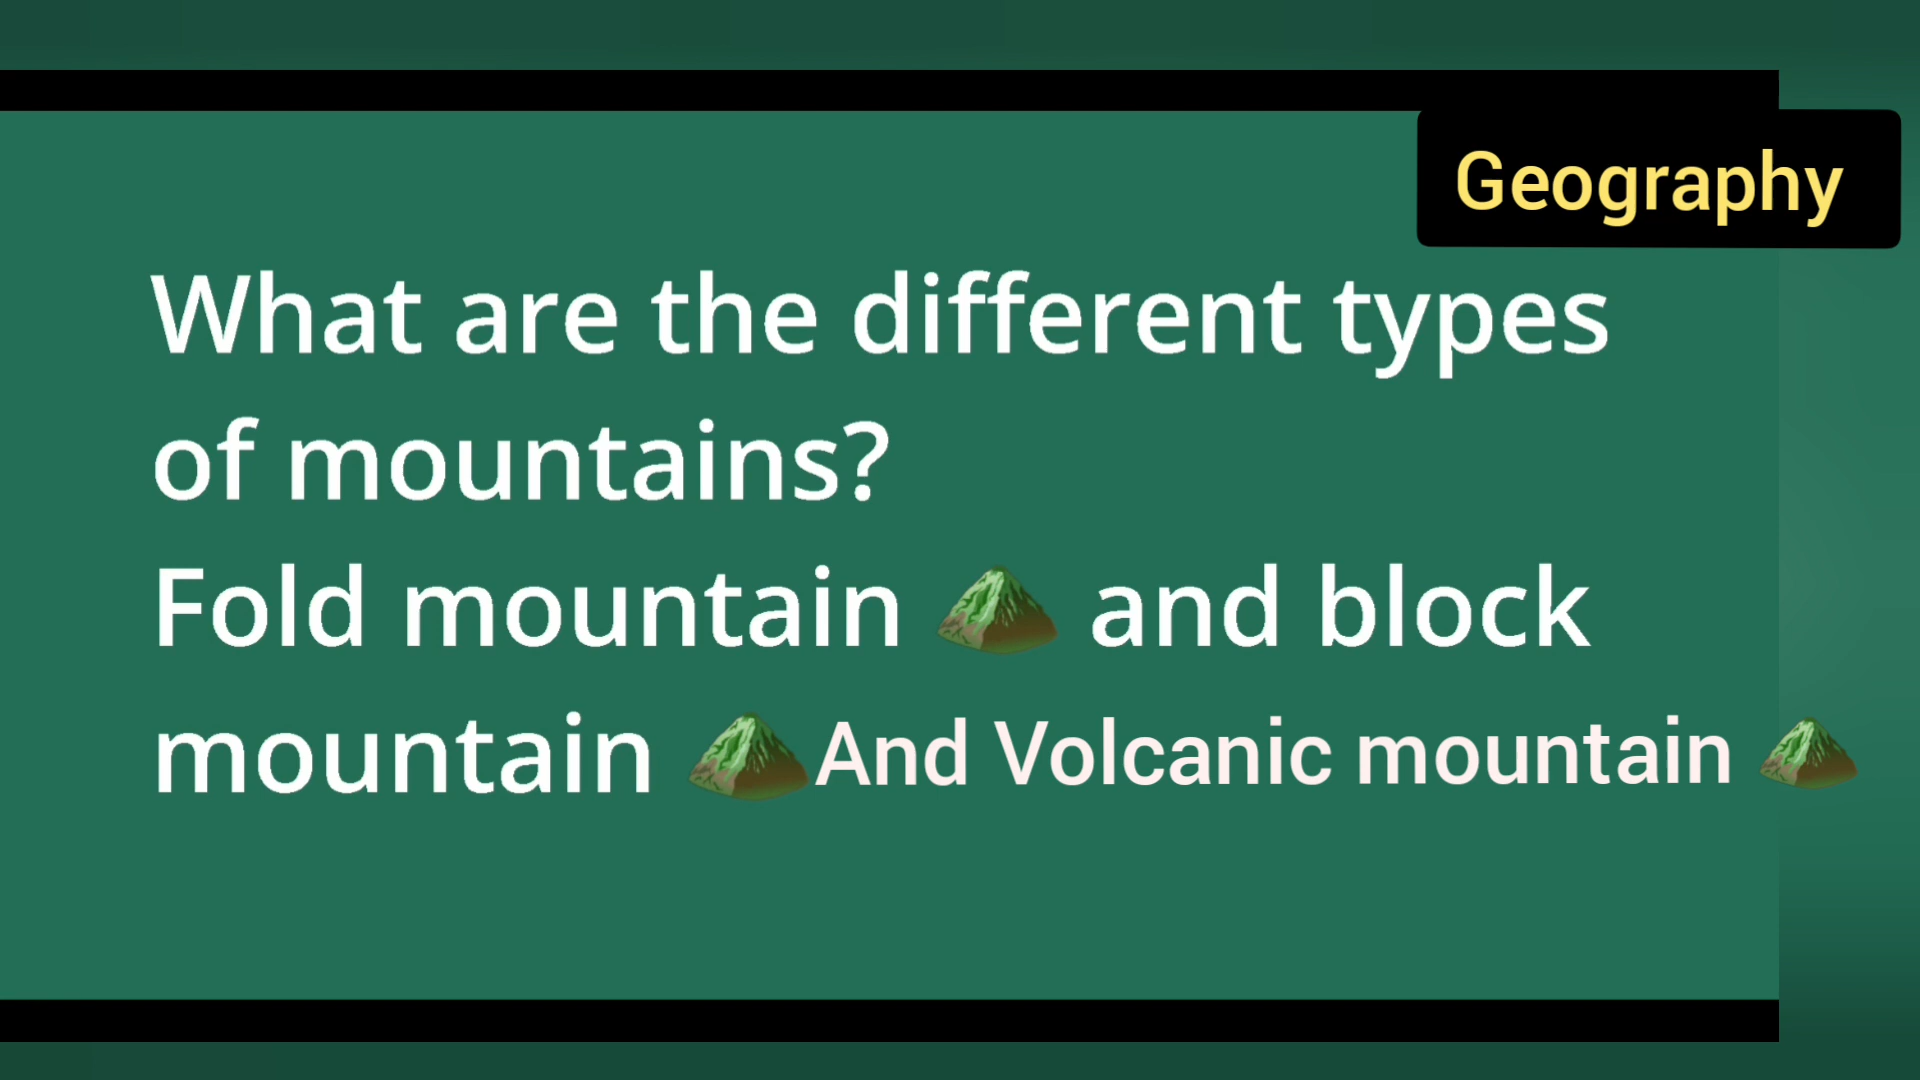 Geography
What are the different types
of mountains?
Fold mountain ⛰ and block
mountain ⛰And Volcanic mountain ⛰